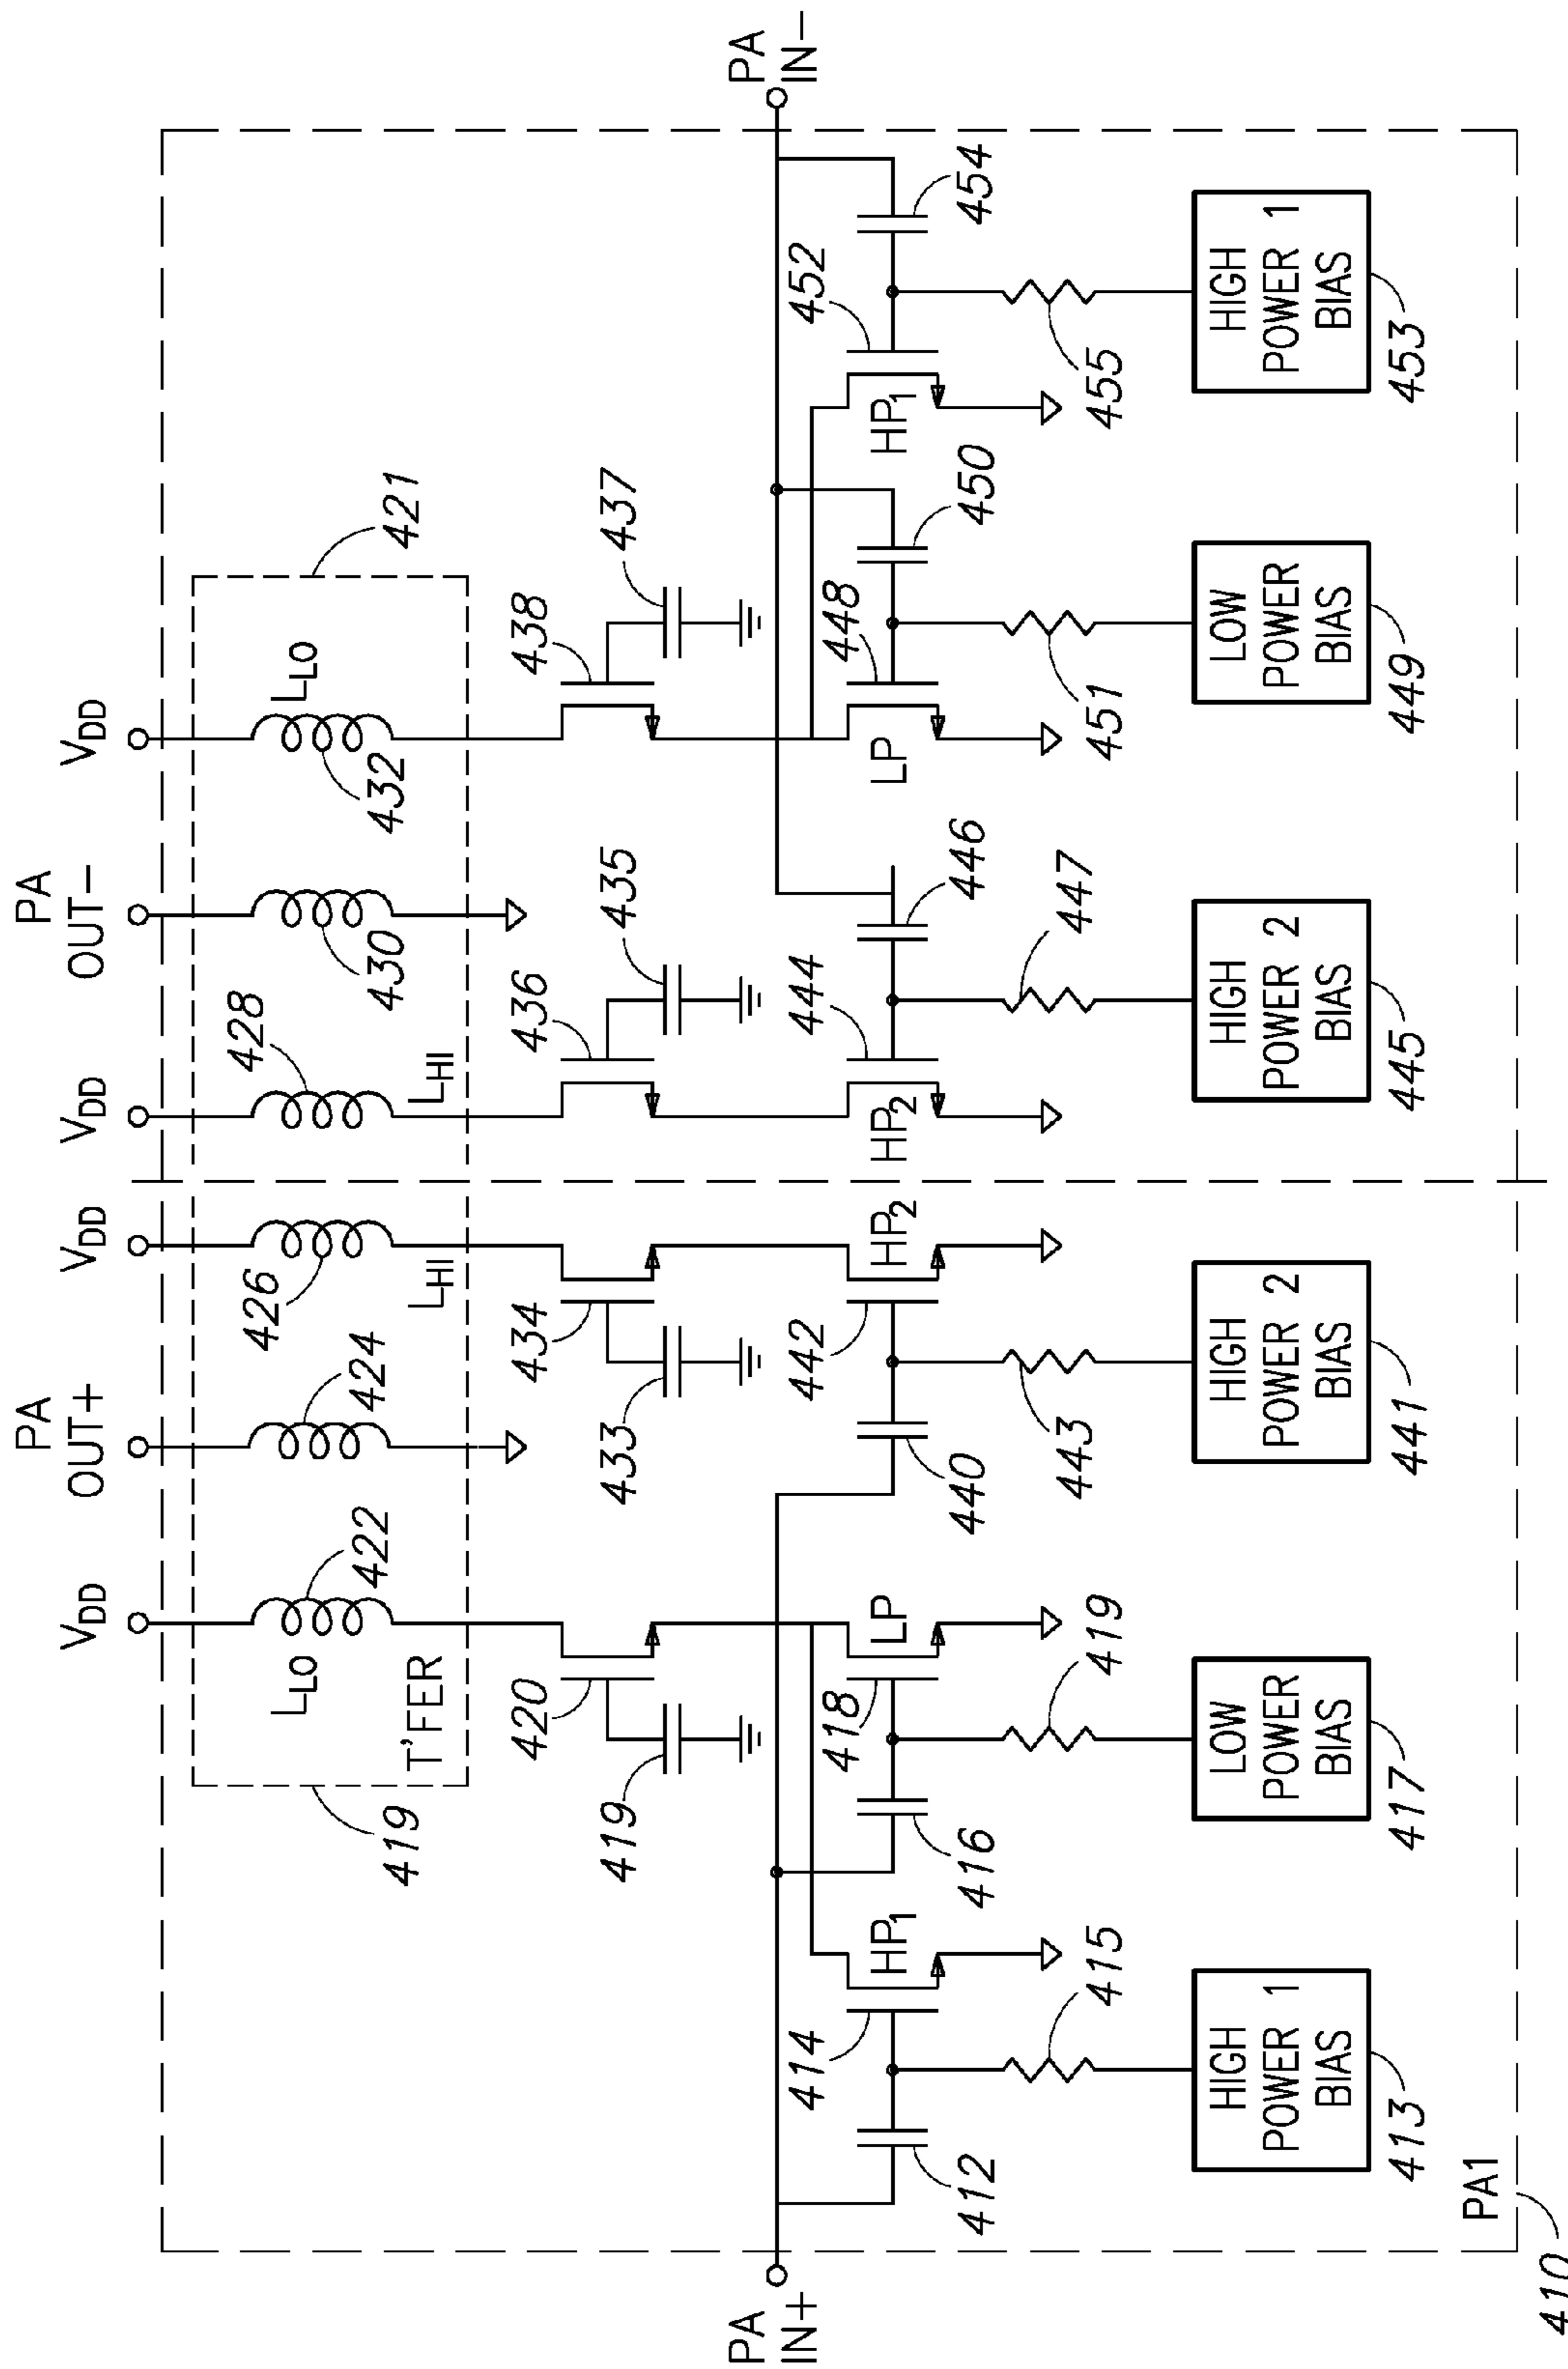 PA
OUT+
PA
OUT−
VDD
VDD
VDD
VDD
LLO
422
424
426
428
430
432
LLO
421
419
T'FER
LHI
LHI
420
434
436
438
419
433
435
437
PA
IN+
PA
IN−
HP1
LP
HP2
HP2
LP
HP1
414
418
442
444
448
452
412
416
440
446
450
454
415
419
443
447
451
455
HIGH
POWER 1
BIAS
LOW
POWER
BIAS
HIGH
POWER 2
BIAS
HIGH
POWER 2
BIAS
LOW
POWER
BIAS
HIGH
POWER 1
BIAS
413
417
441
445
449
453
PA1
410